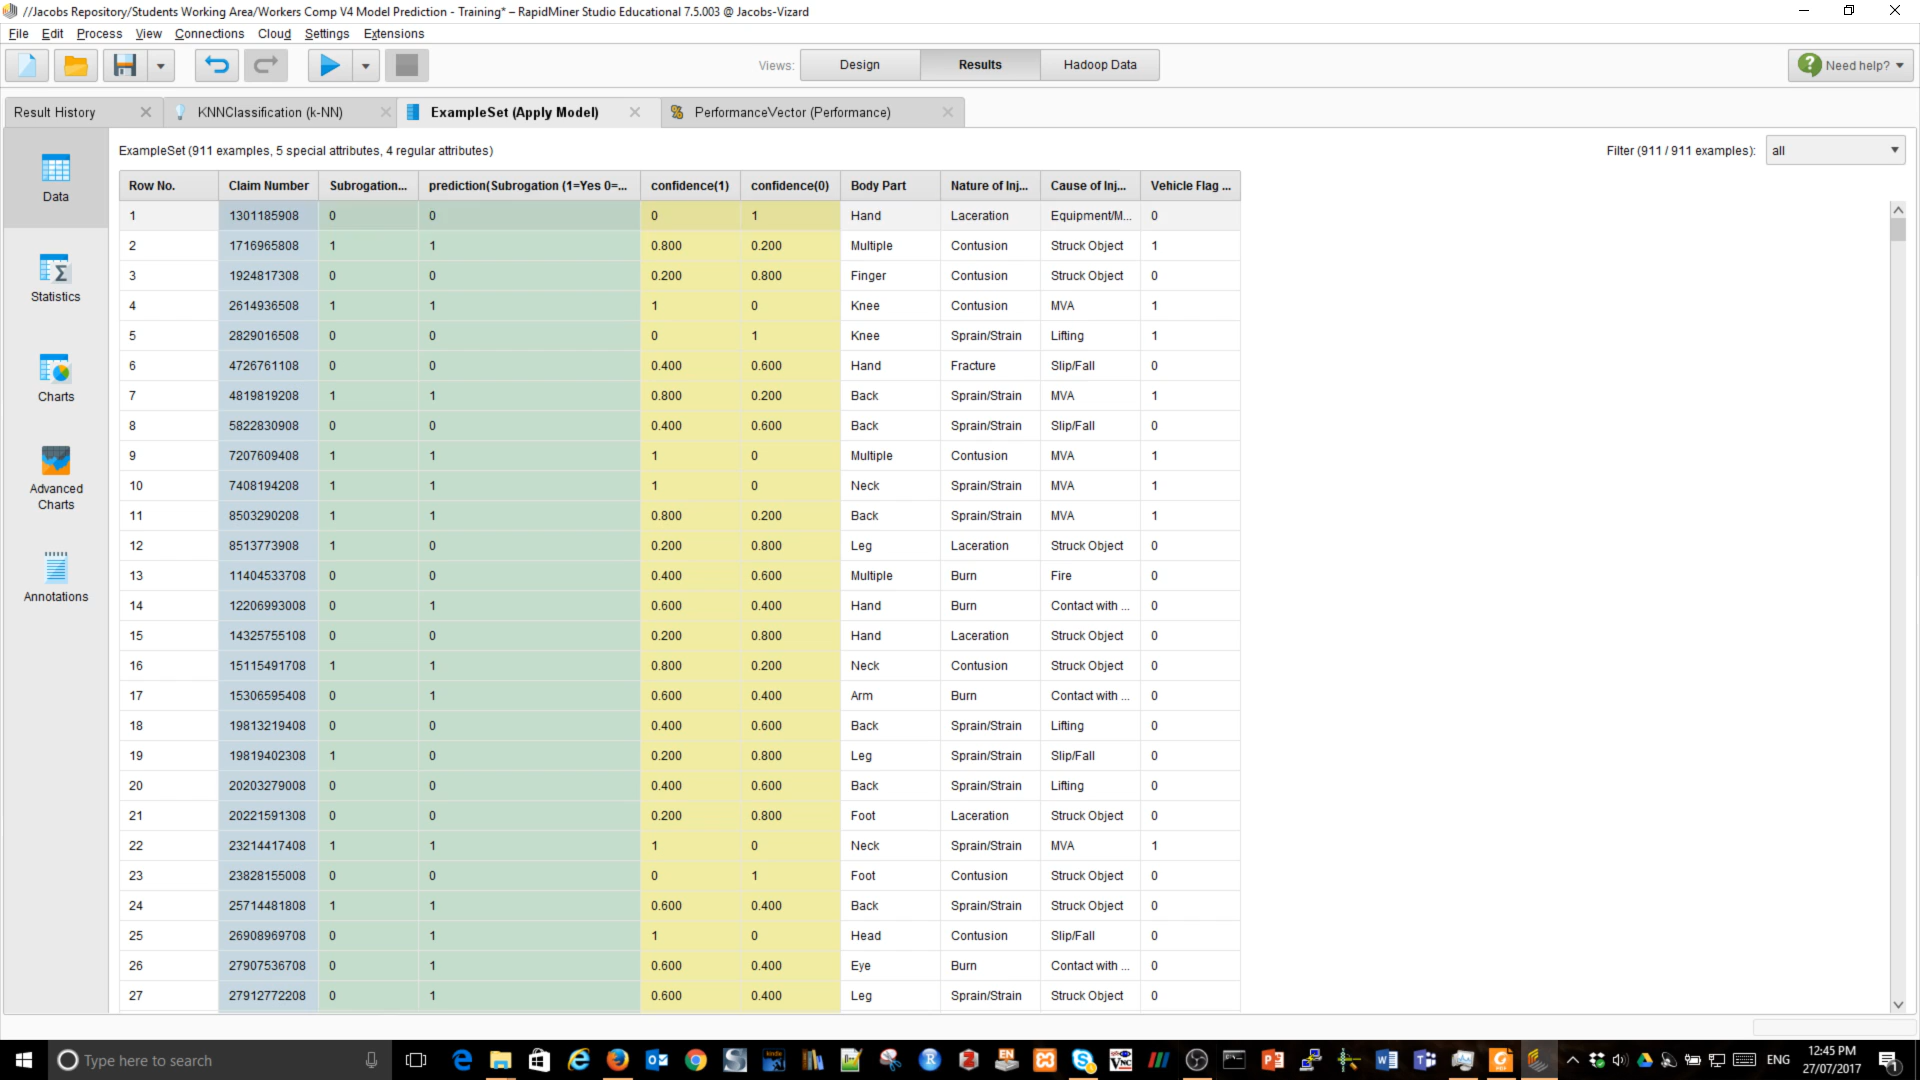 //Jacobs Repository/Students Working Area/Workers Comp V4 Model Prediction - Training* – RapidMiner Studio Educational 7.5.003 @ Jacobs-Vizard
File Edit Process View Connections Cloud Settings Extensions
Views: Design Results Hadoop Data Need help?
Result History KNNClassification (k-NN) ExampleSet (Apply Model) PerformanceVector (Performance)
ExampleSet (911 examples, 5 special attributes, 4 regular attributes) Filter (911 / 911 examples): all
Data
Statistics
Charts
Advanced Charts
Annotations
Row No. Claim Number Subrogation... prediction(Subrogation (1=Yes 0=... confidence(1) confidence(0) Body Part Nature of Inj... Cause of Inj... Vehicle Flag ...
1 1301185908 0 0 0 1 Hand Laceration Equipment/M... 0
2 1716965808 1 1 0.800 0.200 Multiple Contusion Struck Object 1
3 1924817308 0 0 0.200 0.800 Finger Contusion Struck Object 0
4 2614936508 1 1 1 0 Knee Contusion MVA 1
5 2829016508 0 0 0 1 Knee Sprain/Strain Lifting 1
6 4726761108 0 0 0.400 0.600 Hand Fracture Slip/Fall 0
7 4819819208 1 1 0.800 0.200 Back Sprain/Strain MVA 1
8 5822830908 0 0 0.400 0.600 Back Sprain/Strain Slip/Fall 0
9 7207609408 1 1 1 0 Multiple Contusion MVA 1
10 7408194208 1 1 1 0 Neck Sprain/Strain MVA 1
11 8503290208 1 1 0.800 0.200 Back Sprain/Strain MVA 1
12 8513773908 1 0 0.200 0.800 Leg Laceration Struck Object 0
13 11404533708 0 0 0.400 0.600 Multiple Burn Fire 0
14 12206993008 0 1 0.600 0.400 Hand Burn Contact with ... 0
15 14325755108 0 0 0.200 0.800 Hand Laceration Struck Object 0
16 15115491708 1 1 0.800 0.200 Neck Contusion Struck Object 0
17 15306595408 0 1 0.600 0.400 Arm Burn Contact with ... 0
18 19813219408 0 0 0.400 0.600 Back Sprain/Strain Lifting 0
19 19819402308 1 0 0.200 0.800 Leg Sprain/Strain Slip/Fall 0
20 20203279008 0 0 0.400 0.600 Back Sprain/Strain Lifting 0
21 20221591308 0 0 0.200 0.800 Foot Laceration Struck Object 0
22 23214417408 1 1 1 0 Neck Sprain/Strain MVA 1
23 23828155008 0 0 0 1 Foot Contusion Struck Object 0
24 25714481808 1 1 0.600 0.400 Back Sprain/Strain Struck Object 0
25 26908969708 0 1 1 0 Head Contusion Slip/Fall 0
26 27907536708 0 1 0.600 0.400 Eye Burn Contact with ... 0
27 27912772208 0 1 0.600 0.400 Leg Sprain/Strain Struck Object 0
Type here to search ENG 12:45 PM
27/07/2017